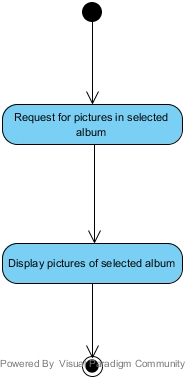 Request for pictures in selected
album
Display pictures of selected album
Powered By Visual Paradigm Community